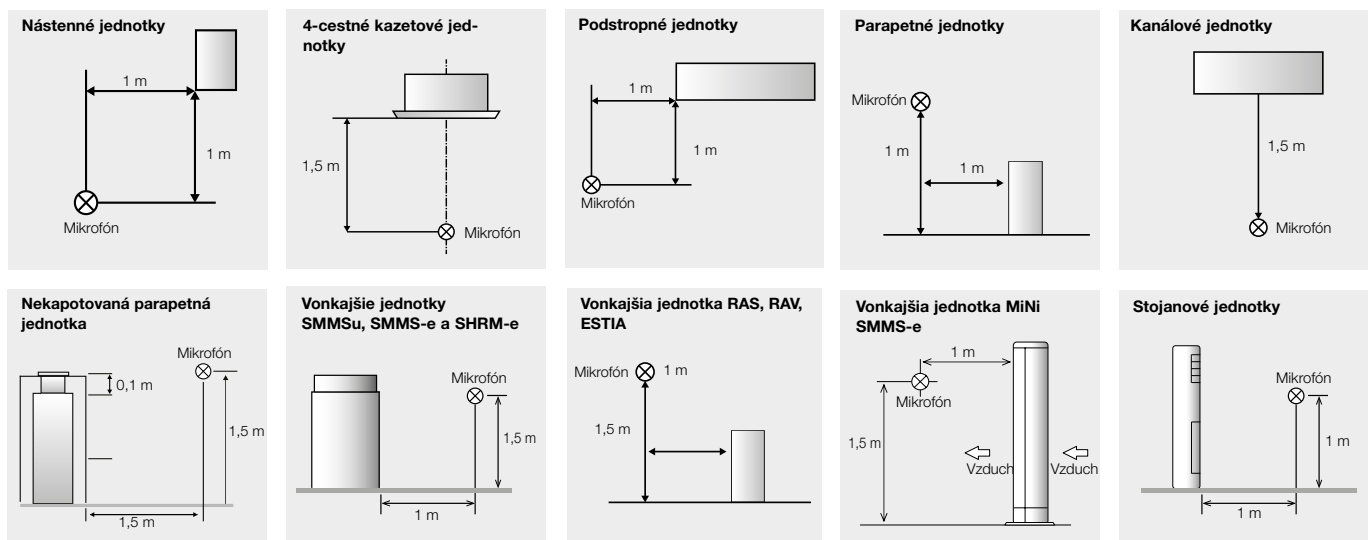 Nástenné jednotky
1 m
1 m
Mikrofón
4-cestné kazetové jed-
notky
1,5 m
Mikrofón
Podstropné jednotky
1 m
1 m
Mikrofón
Parapetné jednotky
Mikrofón
1 m
1 m
Kanálové jednotky
1,5 m
Mikrofón
Nekapotovaná parapetná
jednotka
Mikrofón
0,1 m
1,5 m
1,5 m
Vonkajšie jednotky
SMMSu, SMMS-e a SHRM-e
Mikrofón
1,5 m
1 m
Vonkajšia jednotka RAS, RAV,
ESTIA
Mikrofón 1 m
1,5 m
Vonkajšia jednotka MiNi
SMMS-e
1 m
Mikrofón
1,5 m
Vzduch Vzduch
Stojanové jednotky
Mikrofón
1 m
1 m